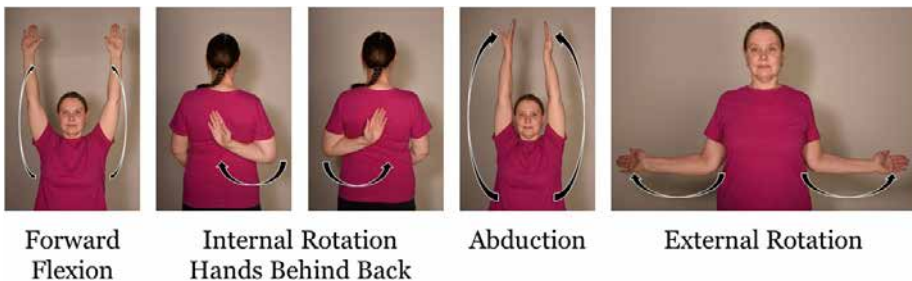 Forward
Flexion
Internal Rotation
Hands Behind Back
Abduction
External Rotation